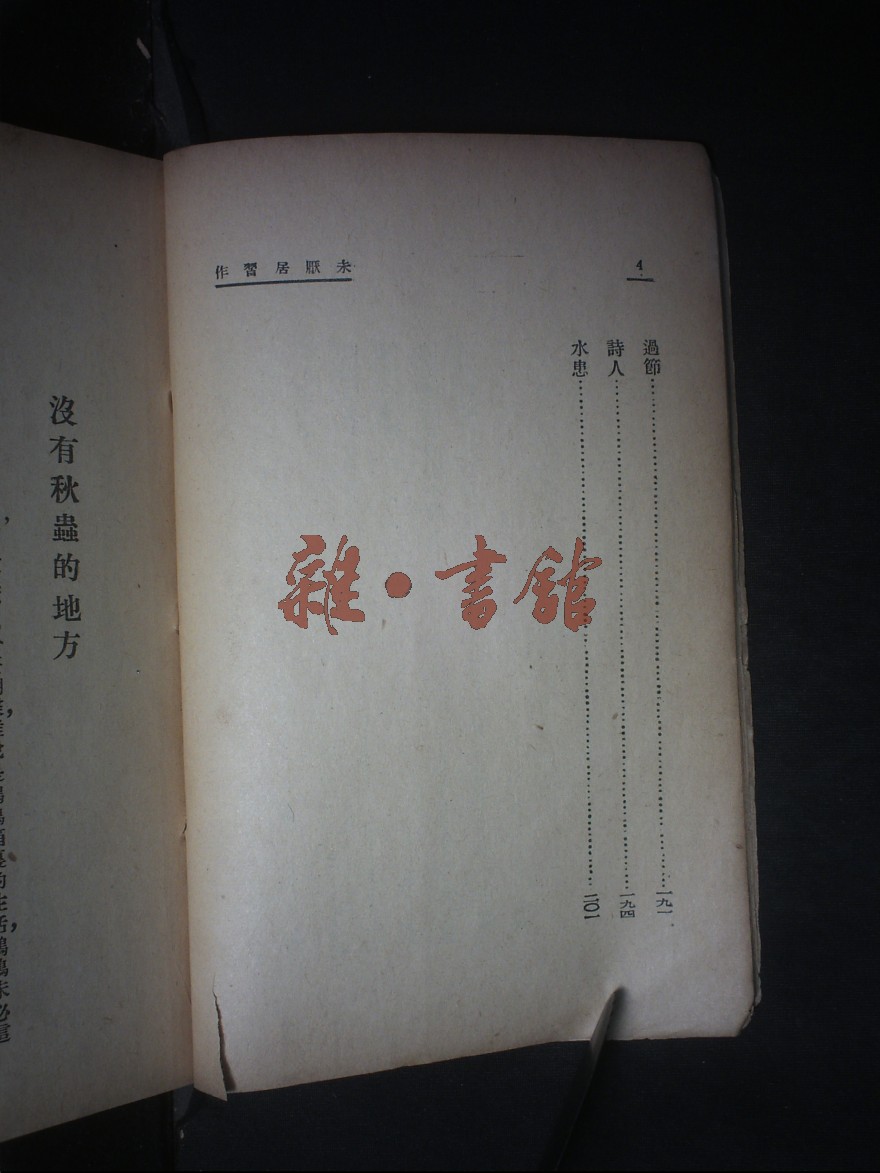 4
未厭居習作
過節 一九一
詩人 一九四
水患 二〇一
雜·書館
沒有秋蟲的地方